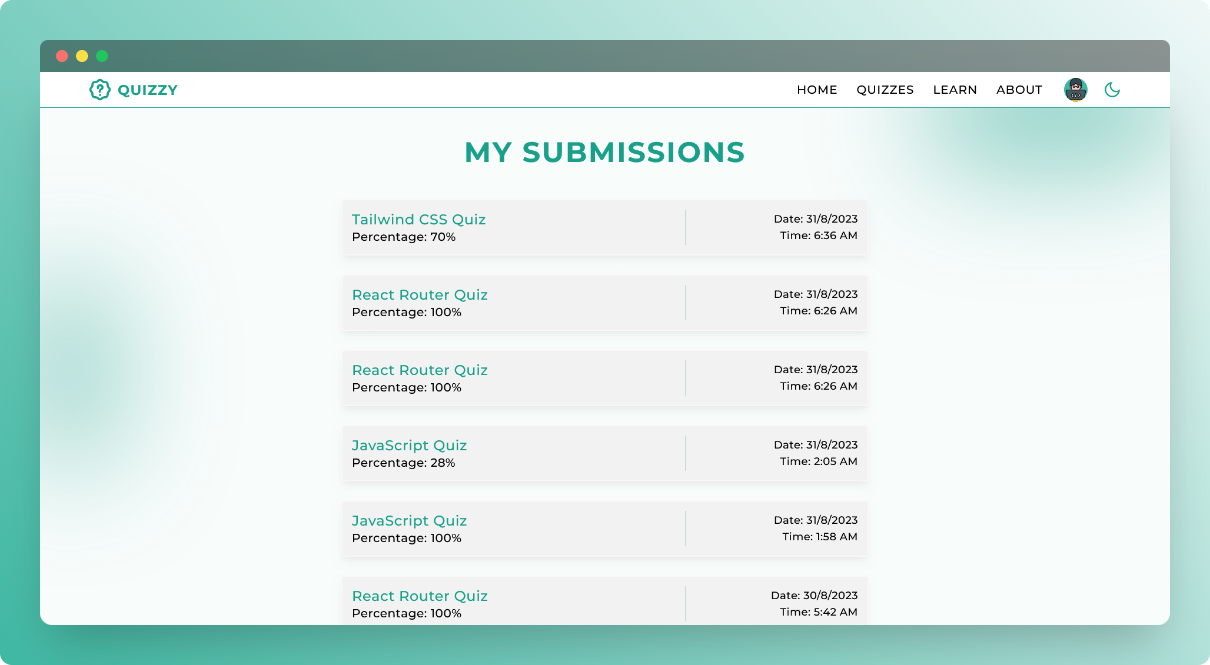 QUIZZY
HOME QUIZZES LEARN ABOUT
MY SUBMISSIONS
Tailwind CSS Quiz
Percentage: 70%
Date: 31/8/2023
Time: 6:36 AM
React Router Quiz
Percentage: 100%
Date: 31/8/2023
Time: 6:26 AM
React Router Quiz
Percentage: 100%
Date: 31/8/2023
Time: 6:26 AM
JavaScript Quiz
Percentage: 28%
Date: 31/8/2023
Time: 2:05 AM
JavaScript Quiz
Percentage: 100%
Date: 31/8/2023
Time: 1:58 AM
React Router Quiz
Percentage: 100%
Date: 30/8/2023
Time: 5:42 AM